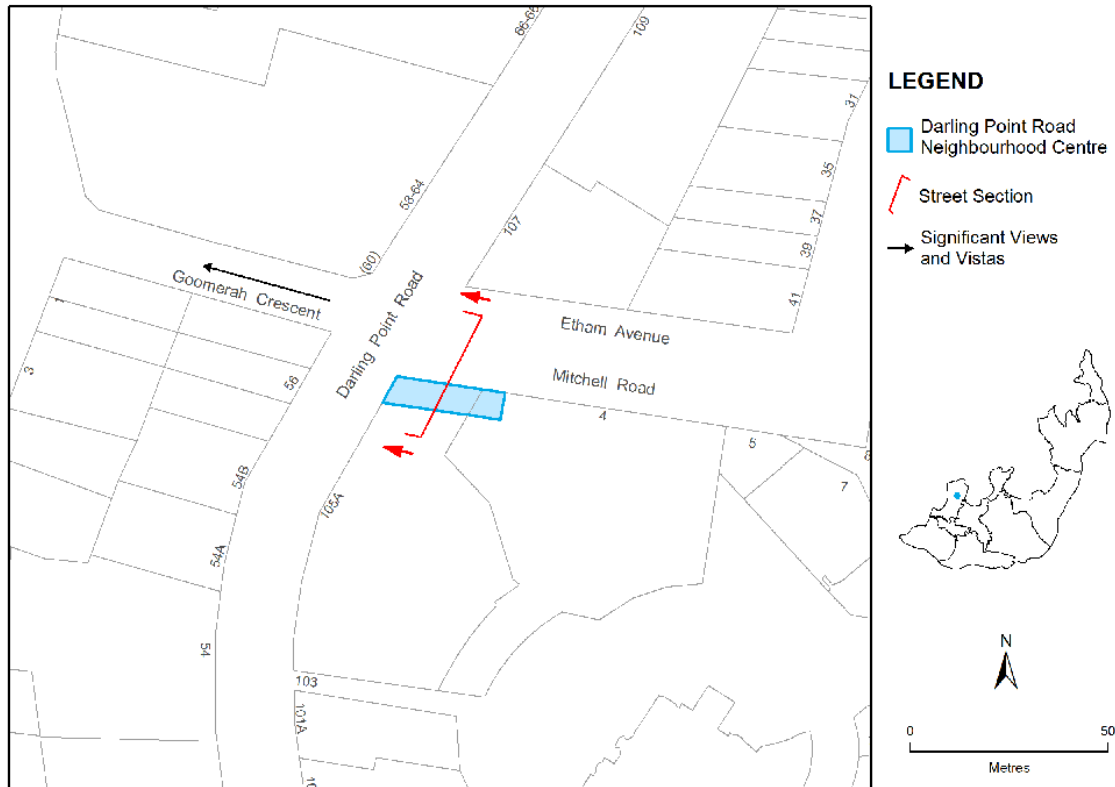 66-66
109
58-64
107
(60)
Goomerah Crescent
Darling Point Road
Etham Avenue
Mitchell Road
31
35
37
39
41
1
3
56
54B
54A
54
105A
4
5
7
103
101A
LEGEND
Darling Point Road
Neighbourhood Centre
Street Section
Significant Views
and Vistas
N
0
50
Metres